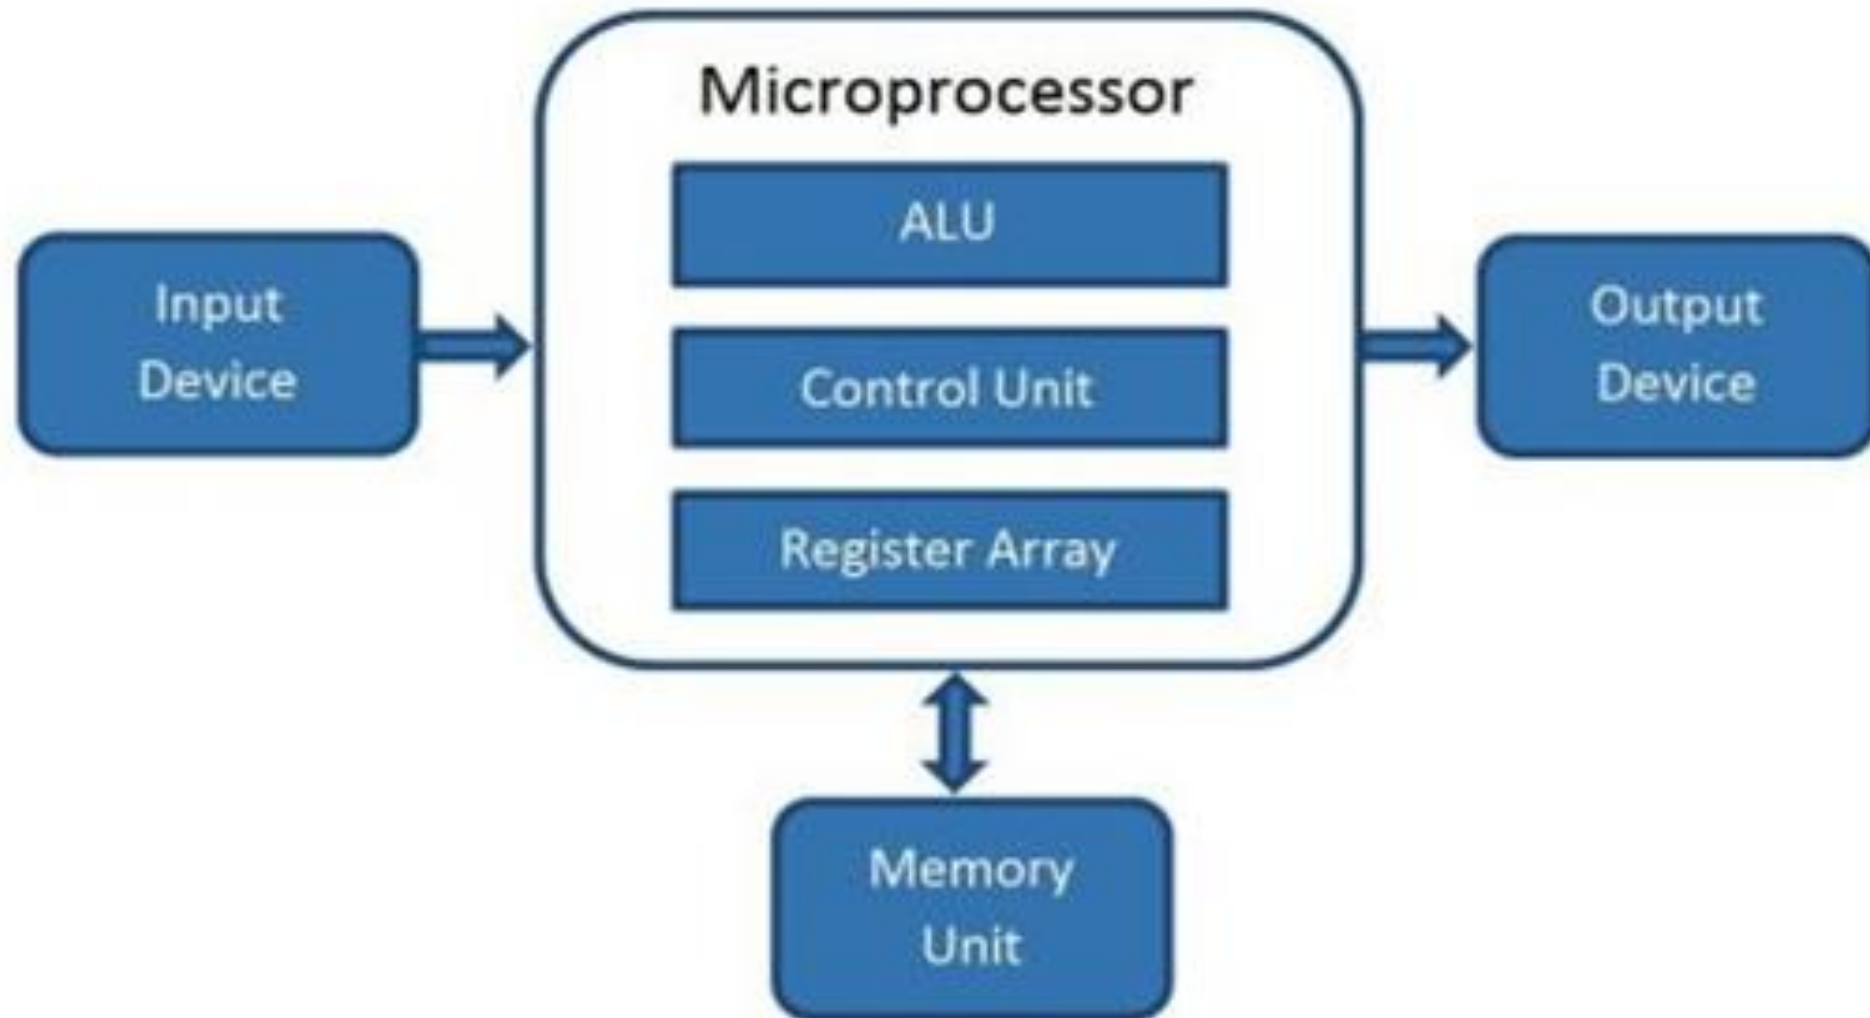 Microprocessor
ALU
Input
Device
Control Unit
Output
Device
Register Array
Memory
Unit